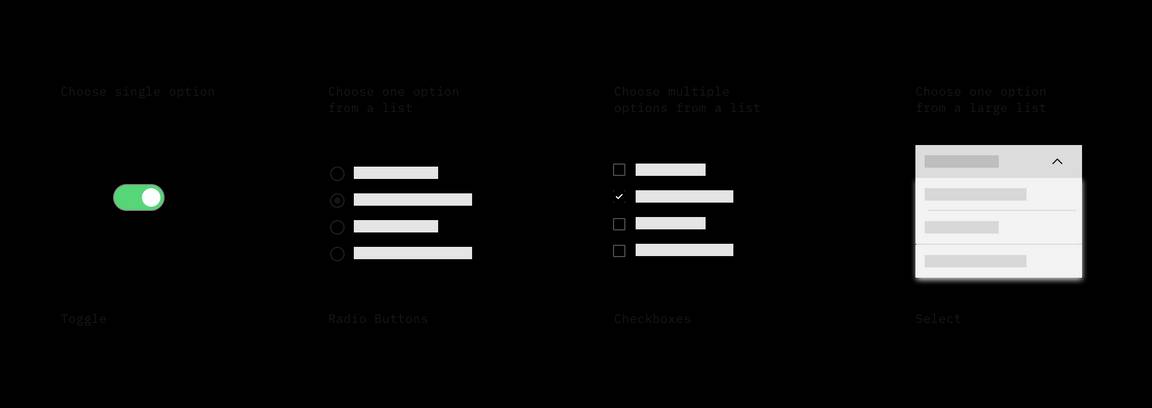 Choose single option
Choose one option
from a list
Choose multiple
options from a list
Choose one option
from a large list
Toggle
Radio Buttons
Checkboxes
Select